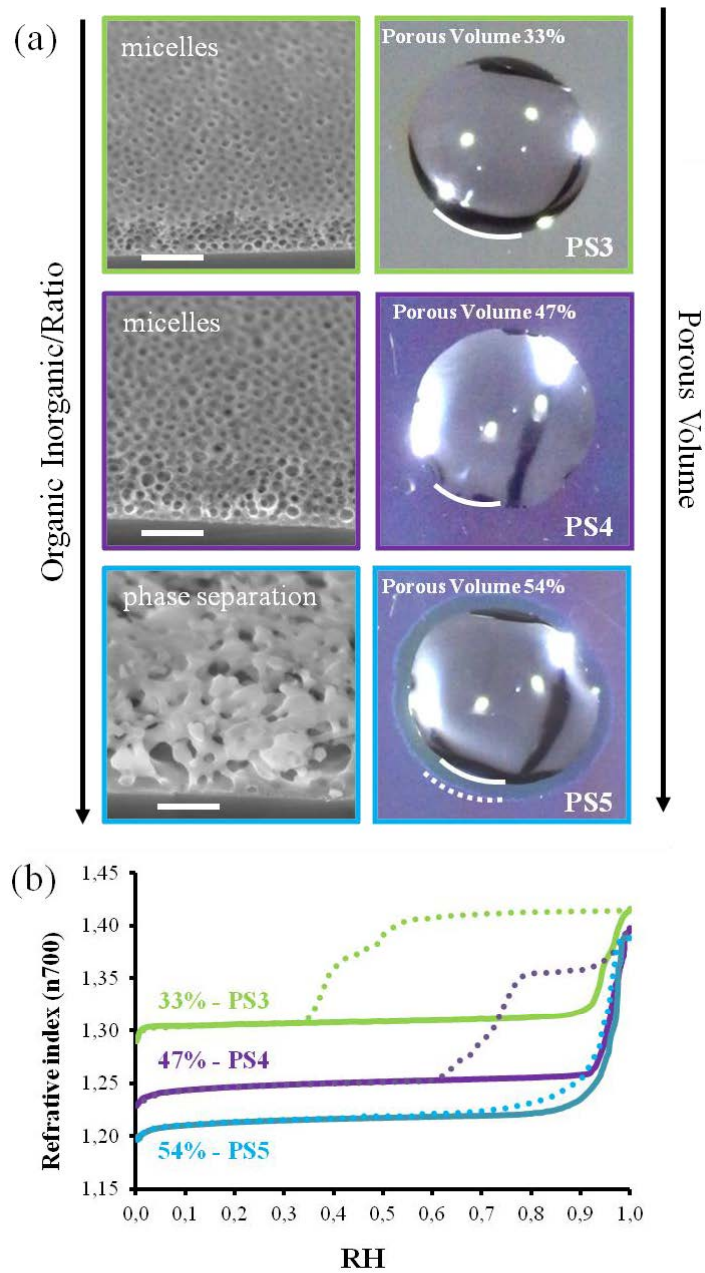 (a)
micelles
Porous Volume 33%
PS3
micelles
Porous Volume 47%
PS4
phase separation
Porous Volume 54%
PS5
Organic Inorganic/Ratio
Porous Volume
(b)
Refrative index (n700)
1,45
1,40
1,35
1,30
1,25
1,20
1,15
33% - PS3
47% - PS4
54% - PS5
0,0 0,1 0,2 0,3 0,4 0,5 0,6 0,7 0,8 0,9 1,0
RH